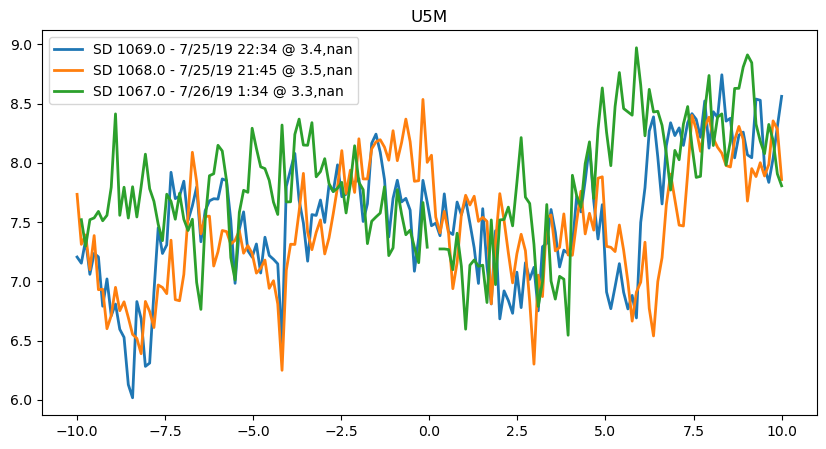 U5M
SD 1069.0 - 7/25/19 22:34 @ 3.4,nan
SD 1068.0 - 7/25/19 21:45 @ 3.5,nan
SD 1067.0 - 7/26/19 1:34 @ 3.3,nan
9.0
8.5
8.0
7.5
7.0
6.5
6.0
−10.0 −7.5 −5.0 −2.5 0.0 2.5 5.0 7.5 10.0